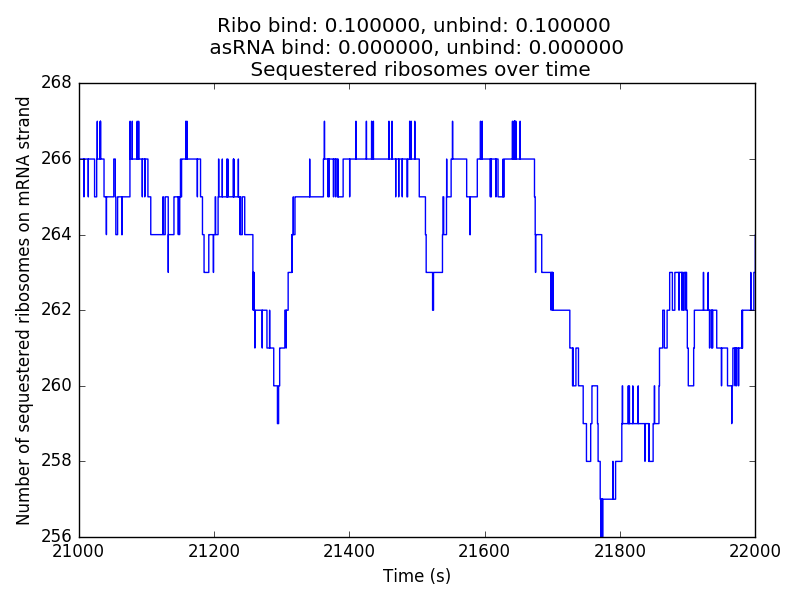 Ribo bind: 0.100000, unbind: 0.100000
asRNA bind: 0.000000, unbind: 0.000000
Sequestered ribosomes over time
Number of sequestered ribosomes on mRNA strand
268
266
264
262
260
258
256
21000 21200 21400 21600 21800 22000
Time (s)